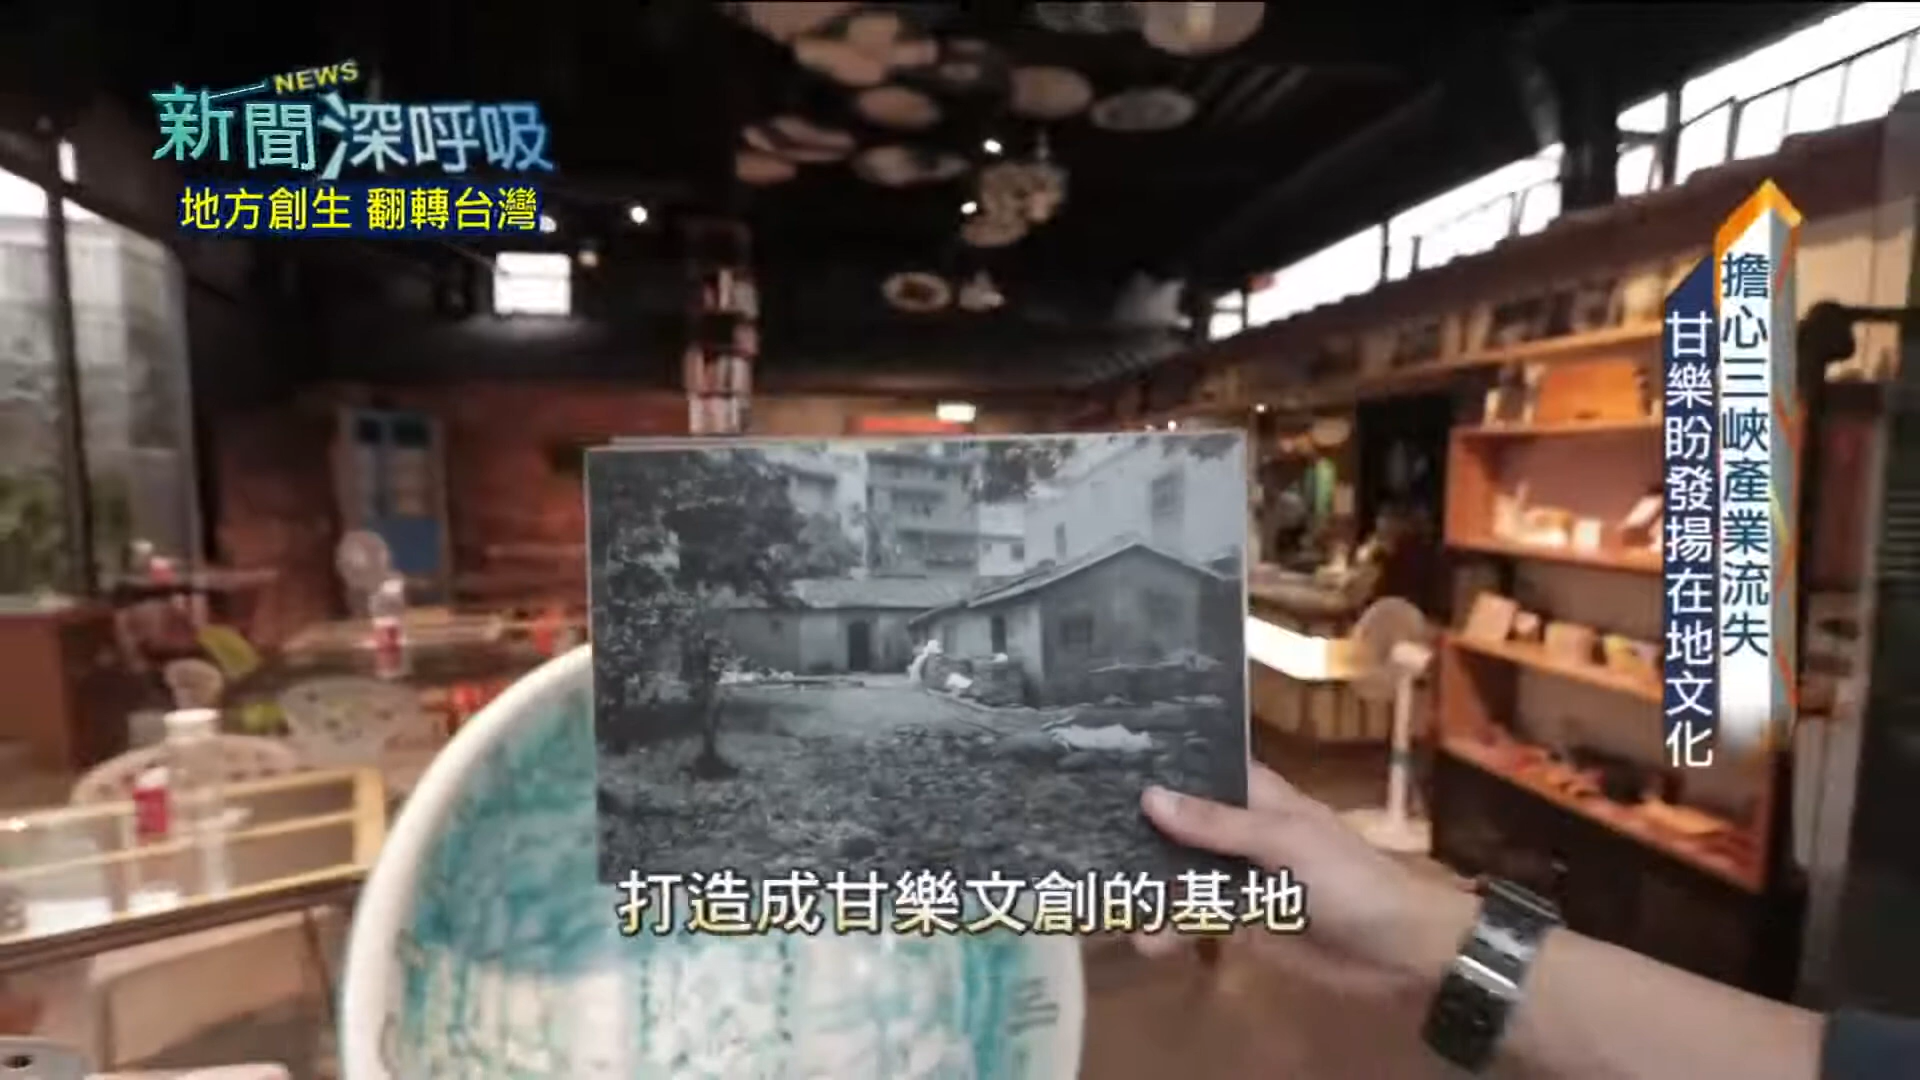 NEWS
新聞深呼吸
地方創生 翻轉台灣
擔心三峽產業流失
甘樂盼發揚在地文化
打造成甘樂文創的基地